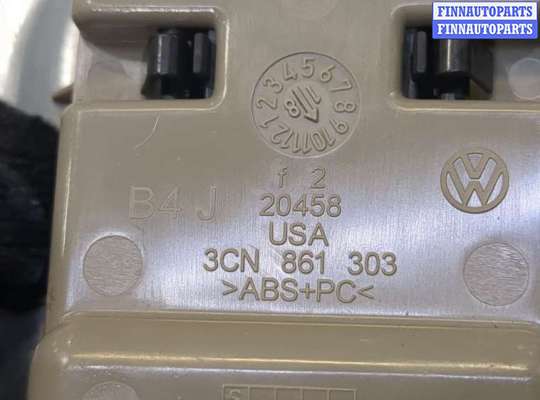 FINNAUTOPARTS
FINNAUTOPARTS
1 2 3 4 5 6 7 8 9 10 11 12
18
f 2
B4 J
20458
USA
3CN 861 303
>ABS+PC<
S